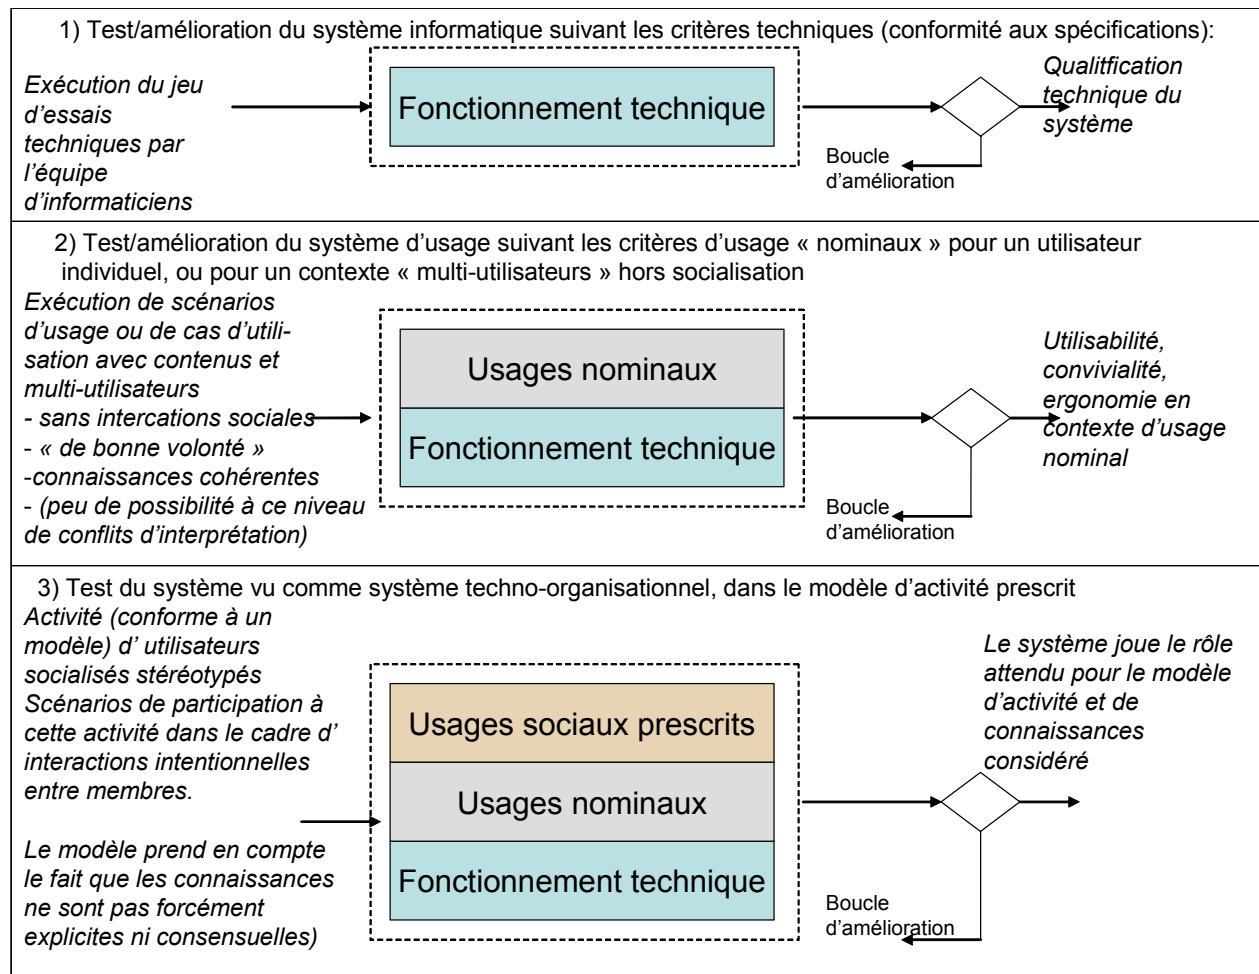 1) Test/amélioration du système informatique suivant les critères techniques (conformité aux spécifications):
Exécution du jeu
d’essais
techniques par
l’équipe
d’informaticiens
Fonctionnement technique
Qualitfication
technique du
système
Boucle
d’amélioration
2) Test/amélioration du système d’usage suivant les critères d’usage « nominaux » pour un utilisateur
individuel, ou pour un contexte « multi-utilisateurs » hors socialisation
Exécution de scénarios
d’usage ou de cas d’utili-
sation avec contenus et
multi-utilisateurs
- sans intercations sociales
- « de bonne volonté »
-connaissances cohérentes
- (peu de possibilité à ce niveau
de conflits d’interprétation)
Usages nominaux
Fonctionnement technique
Utilisabilité,
convivialité,
ergonomie en
contexte d’usage
nominal
Boucle
d’amélioration
3) Test du système vu comme système techno-organisationnel, dans le modèle d’activité prescrit
Activité (conforme à un
modèle) d’ utilisateurs
socialisés stéréotypés
Scénarios de participation à
cette activité dans le cadre d’
interactions intentionnelles
entre membres.
Le modèle prend en compte
le fait que les connaissances
ne sont pas forcément
explicites ni consensuelles)
Usages sociaux prescrits
Usages nominaux
Fonctionnement technique
Le système joue le rôle
attendu pour le modèle
d’activité et de
connaissances
considéré
Boucle
d’amélioration